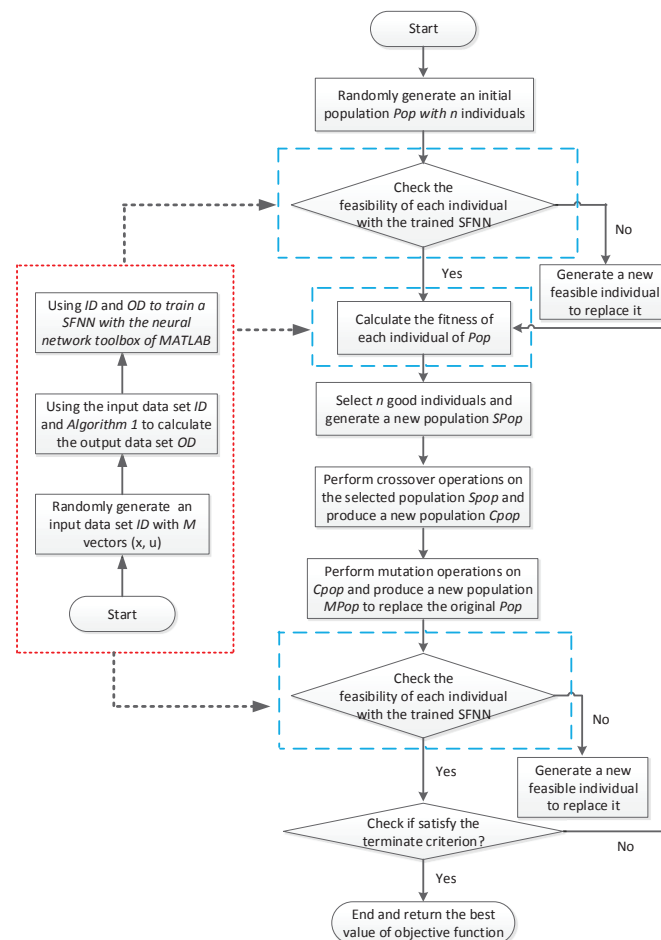 Start
Randomly generate an initial
population Pop with n individuals
Check the
feasibility of each individual
with the trained SFNN
No
Yes
Generate a new
feasible individual
to replace it
Calculate the fitness of
each individual of Pop
Select n good individuals and
generate a new population SPop
Perform crossover operations on
the selected population Spop and
produce a new population Cpop
Perform mutation operations on
Cpop and produce a new population
MPop to replace the original Pop
Check the
feasibility of each individual
with the trained SFNN
No
Yes
Generate a new
feasible individual
to replace it
Check if satisfy the
terminate criterion?
No
Yes
End and return the best
value of objective function
Using ID and OD to train a
SFNN with the neural
network toolbox of MATLAB
Using the input data set ID
and Algorithm 1 to calculate
the output data set OD
Randomly generate an
input data set ID with M
vectors (x, u)
Start